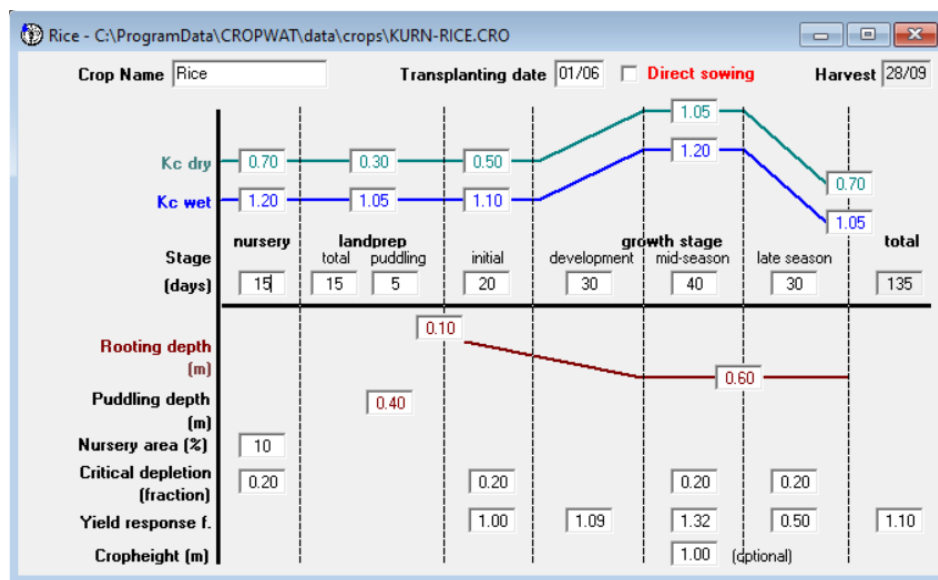 Rice - C:\ProgramData\CROPWAT\data\crops\KURN-RICE.CRO
Crop Name Rice Transplanting date 01/06 Direct sowing Harvest 28/09
1.05
Kc dry 0.70 0.30 0.50
1.20
0.70
Kc wet 1.20 1.05 1.10
1.05
nursery landprep growth stage total
Stage total puddling initial development mid-season late season
(days) 15 15 5 20 30 40 30 135
0.10
Rooting depth
(m)
0.60
Puddling depth
(m)
0.40
Nursery area (%) 10
Critical depletion
(fraction)
0.20 0.20 0.20 0.20
Yield response f. 1.00 1.09 1.32 0.50 1.10
Cropheight (m) 1.00 (optional)